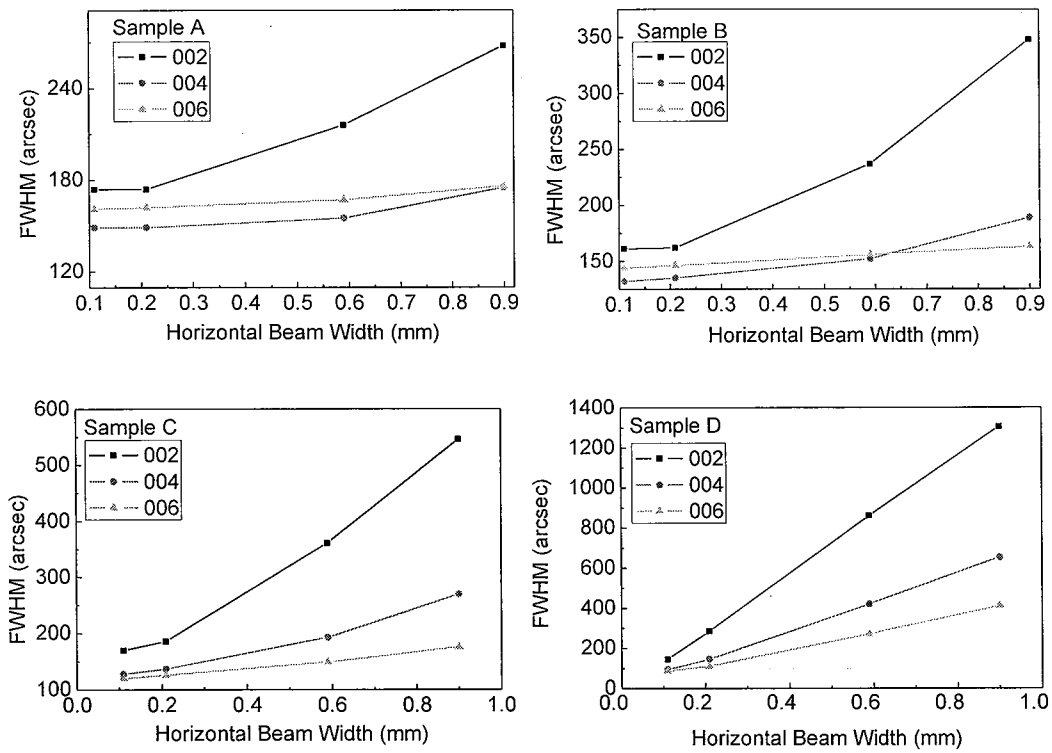 Sample A
002
004
006
FWHM (arcsec)
240
180
120
0.1 0.2 0.3 0.4 0.5 0.6 0.7 0.8 0.9
Horizontal Beam Width (mm)
Sample B
002
004
006
FWHM (arcsec)
350
300
250
200
150
0.1 0.2 0.3 0.4 0.5 0.6 0.7 0.8 0.9
Horizontal Beam Width (mm)
Sample C
002
004
006
FWHM (arcsec)
600
500
400
300
200
100
0.0 0.2 0.4 0.6 0.8 1.0
Horizontal Beam Width (mm)
Sample D
002
004
006
FWHM (arcsec)
1400
1200
1000
800
600
400
200
0
0.0 0.2 0.4 0.6 0.8 1.0
Horizontal Beam Width (mm)